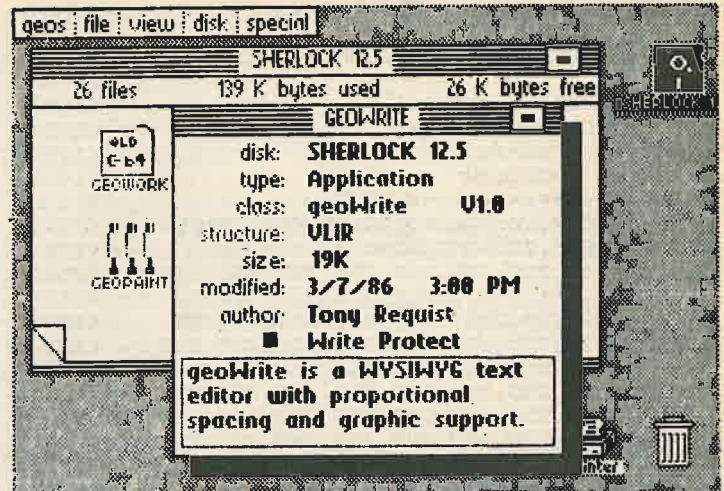 geos file view disk special
SHERLOCK 12.5
26 files 139 K bytes used 26 K bytes free
SHERLOCK 1
OLD
C-64
GEOWORK
GEOPAINT
GEOWRITE
disk: SHERLOCK 12.5
type: Application
class: geoWrite V1.0
structure: VLIR
size: 19K
modified: 3/7/86 3:00 PM
author: Tony Requist
Write Protect
geoWrite is a WYSIWYG text
editor with proportional
spacing and graphic support.